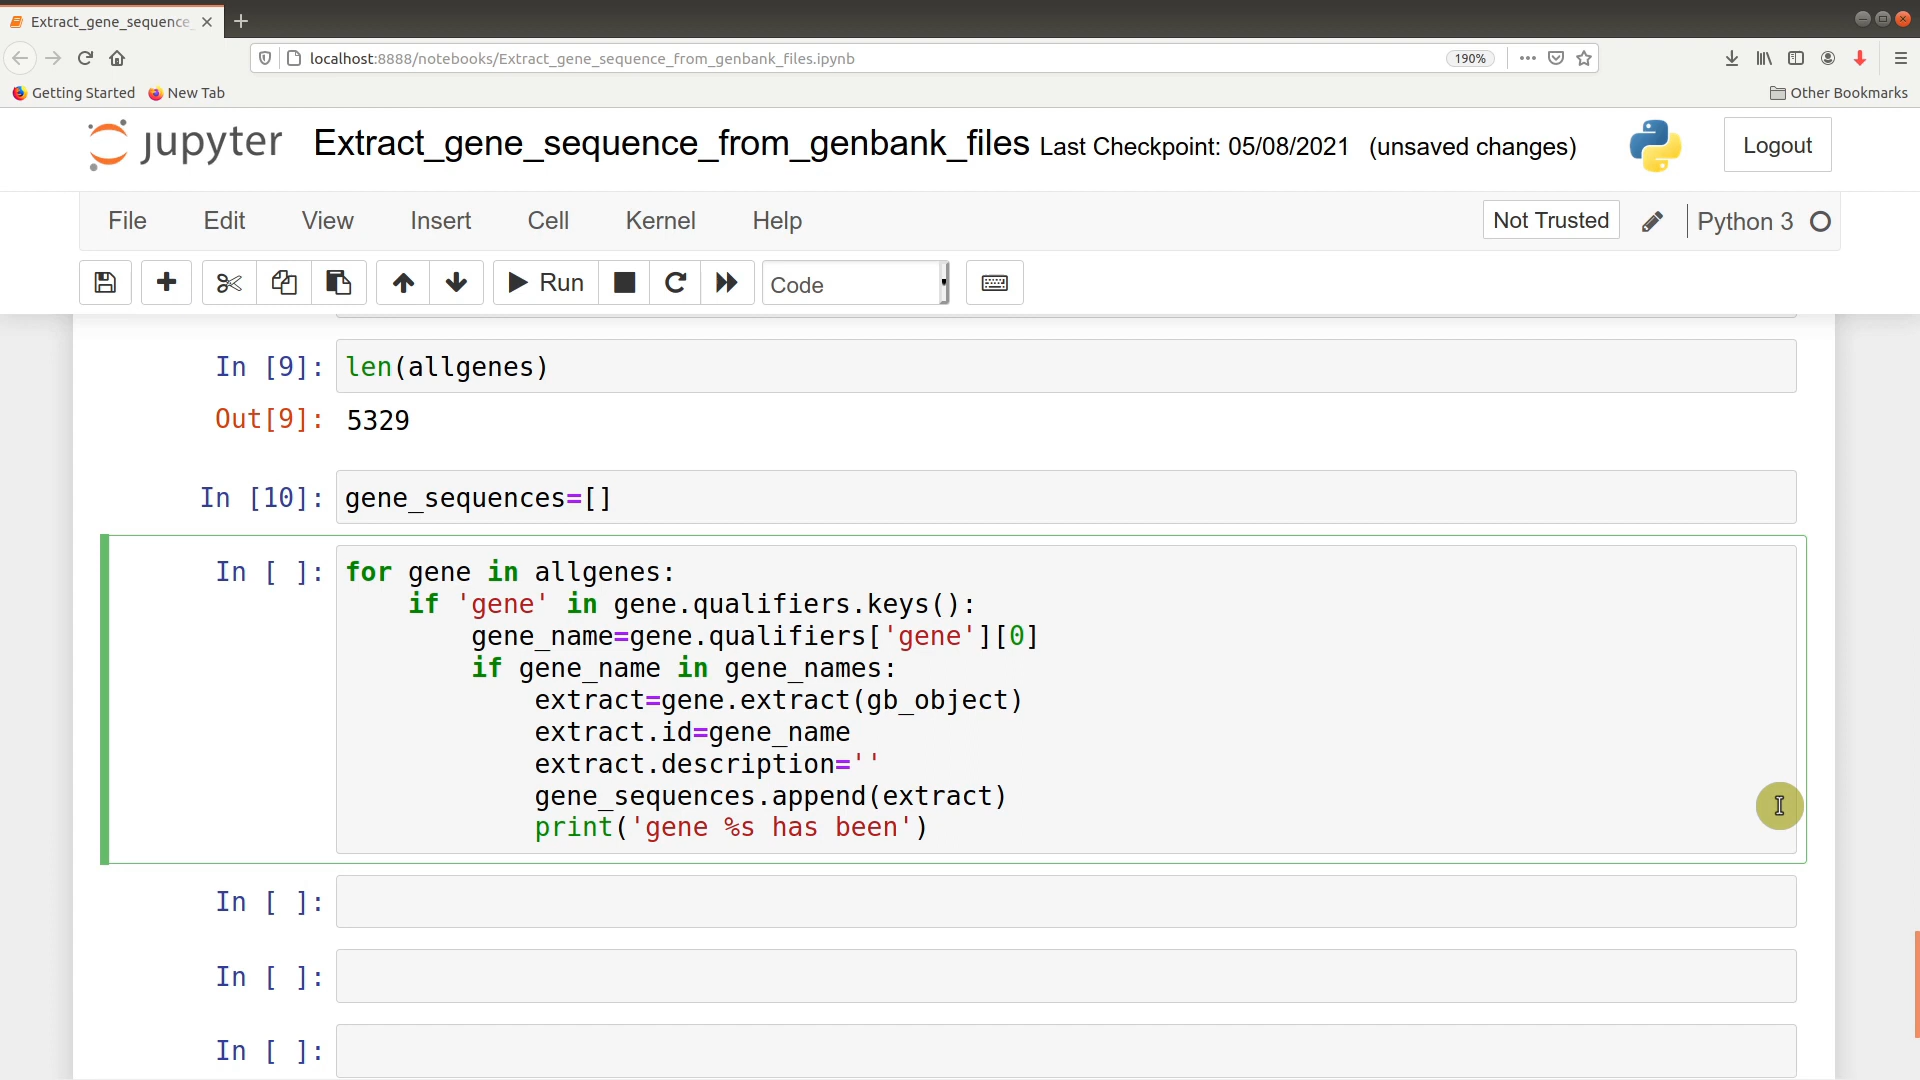 Extract_gene_sequence_
localhost:8888/notebooks/Extract_gene_sequence_from_genbank_files.ipynb
190%
Getting Started
New Tab
Other Bookmarks
jupyter
Extract_gene_sequence_from_genbank_files
Last Checkpoint: 05/08/2021 (unsaved changes)
Logout
File
Edit
View
Insert
Cell
Kernel
Help
Not Trusted
Python 3
Run
Code
In [9]:
len(allgenes)
Out[9]:
5329
In [10]:
gene_sequences=[]
In [ ]:
for gene in allgenes:
    if 'gene' in gene.qualifiers.keys():
        gene_name=gene.qualifiers['gene'][0]
        if gene_name in gene_names:
            extract=gene.extract(gb_object)
            extract.id=gene_name
            extract.description=''
            gene_sequences.append(extract)
            print('gene %s has been')
In [ ]:
In [ ]:
In [ ]: